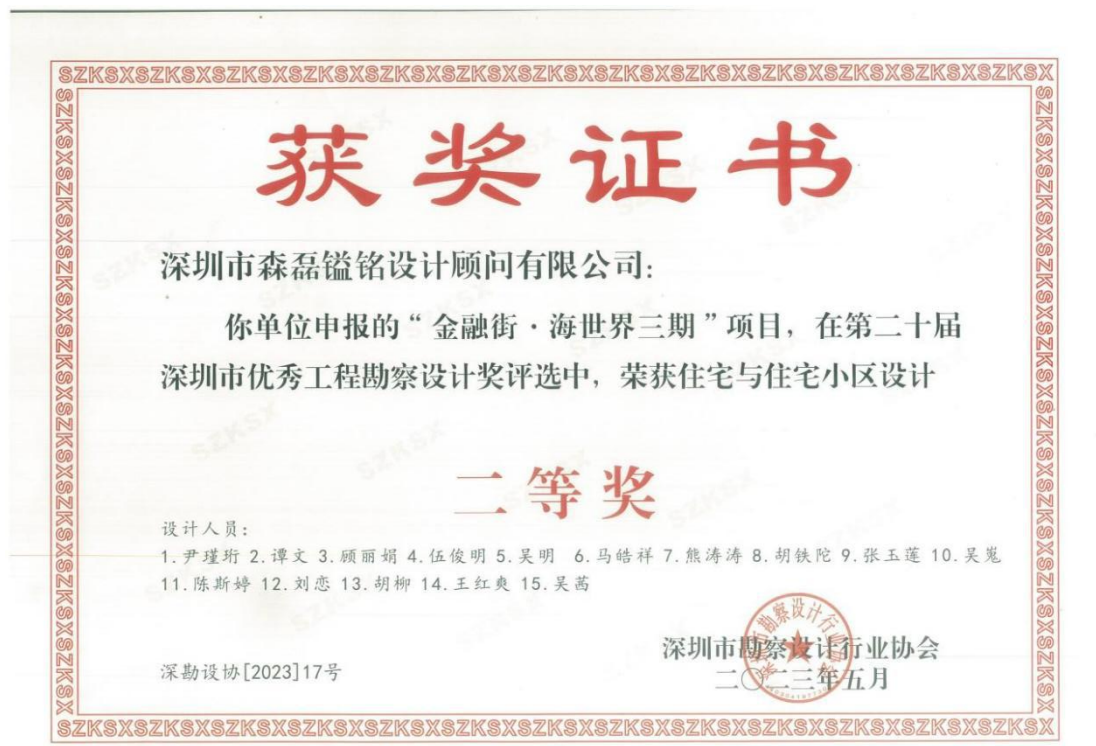 SZKSXSZKSXSZKSXSZKSXSZKSXSZKSXSZKSXSZKSXSZKSXSZKSXSZKSXSZKSX
获奖证书
深圳市森磊镒铭设计顾问有限公司：
你单位申报的“金融街·海世界三期”项目，在第二十届
深圳市优秀工程勘察设计奖评选中，荣获住宅与住宅小区设计
二等奖
设计人员：
1.尹瑾珩 2.谭文 3.顾丽娟 4.伍俊明 5.吴明 6.马皓祥 7.熊涛涛 8.胡铁陀 9.张玉莲 10.吴嵬
11.陈斯婷 12.刘恋 13.胡柳 14.王红爽 15.吴茜
深圳市勘察设计行业协会
二〇二三年五月
深勘设协[2023]17号
SZKSXSZKSXSZKSXSZKSXSZKSXSZKSXSZKSXSZKSXSZKSXSZKSXSZKSXSZKSX